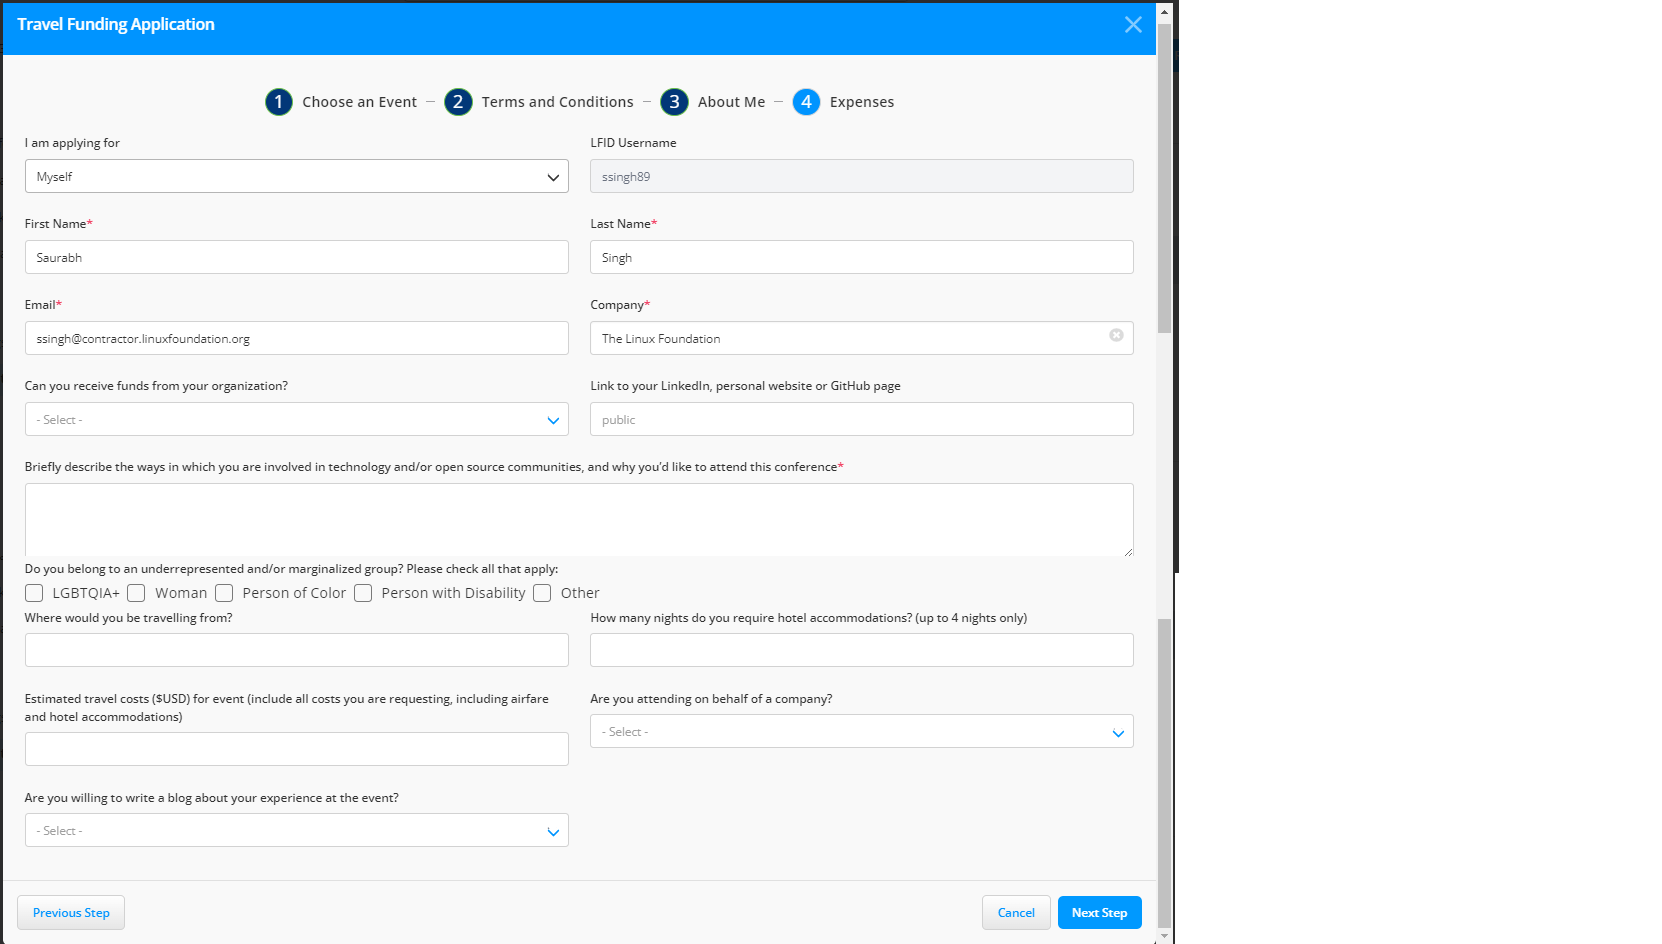 Travel Funding Application
1 Choose an Event – 2 Terms and Conditions – 3 About Me – 4 Expenses
I am applying for
LFID Username
Myself
ssingh89
First Name*
Last Name*
Saurabh
Singh
Email*
Company*
ssingh@contractor.linuxfoundation.org
The Linux Foundation
Can you receive funds from your organization?
Link to your LinkedIn, personal website or GitHub page
- Select -
public
Briefly describe the ways in which you are involved in technology and/or open source communities, and why you'd like to attend this conference*
Do you belong to an underrepresented and/or marginalized group? Please check all that apply:
LGBTQIA+ Woman Person of Color Person with Disability Other
Where would you be travelling from?
How many nights do you require hotel accommodations? (up to 4 nights only)
Estimated travel costs ($USD) for event (include all costs you are requesting, including airfare
and hotel accommodations)
Are you attending on behalf of a company?
- Select -
Are you willing to write a blog about your experience at the event?
- Select -
Previous Step
Cancel
Next Step